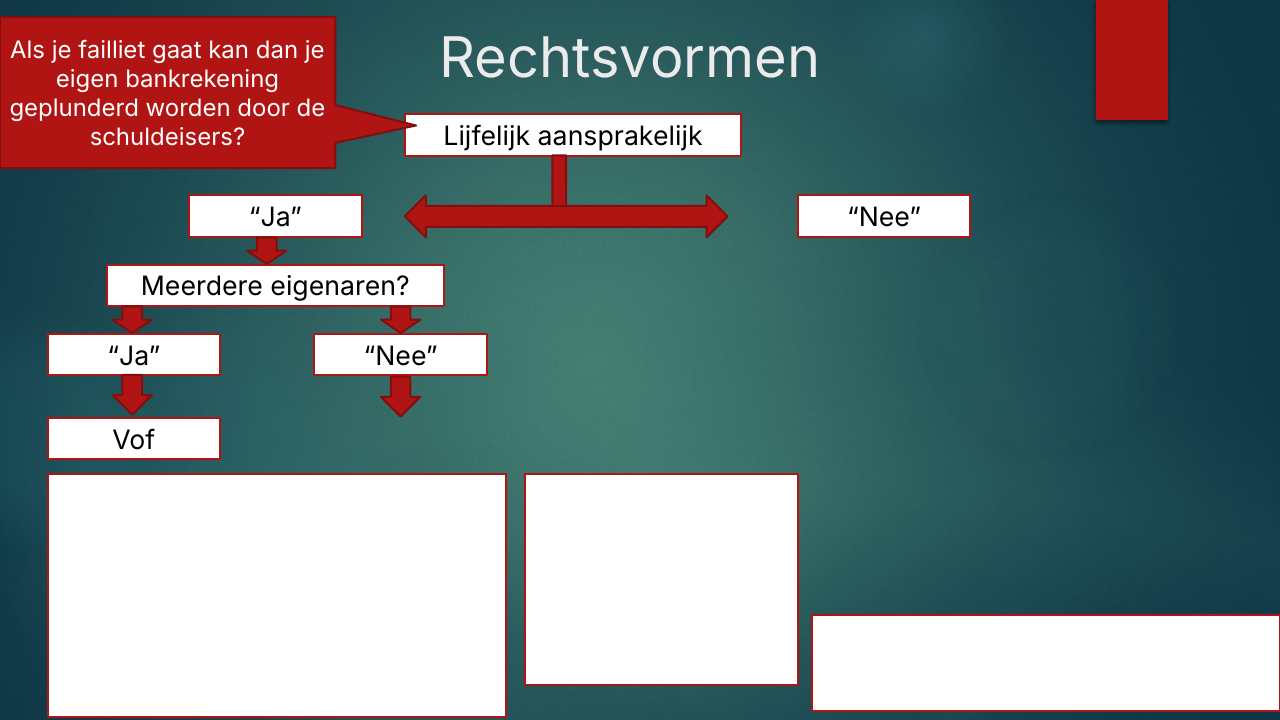 Rechtsvormen
Als je failliet gaat kan dan je
eigen bankrekening
geplunderd worden door de
schuldeisers?
Lijfelijk aansprakelijk
“Ja”
“Nee”
Meerdere eigenaren?
“Ja”
“Nee”
Vof